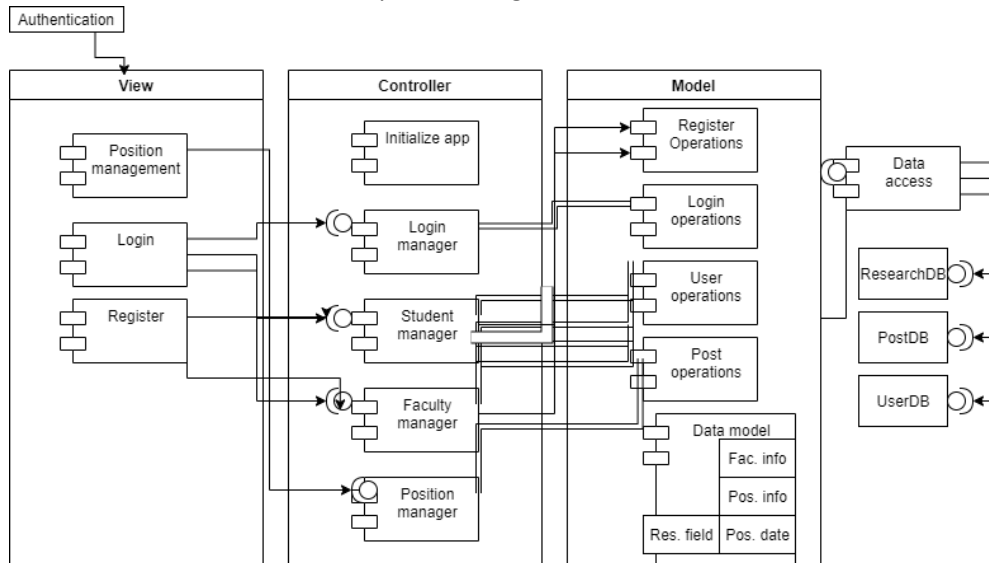 Authentication
View
Position
management
Login
Register
Controller
Initialize app
Login
manager
Student
manager
Faculty
manager
Position
manager
Model
Register
Operations
Login
operations
User
operations
Post
operations
Data model
Fac. info
Pos. info
Res. field
Pos. date
Data
access
ResearchDB
PostDB
UserDB